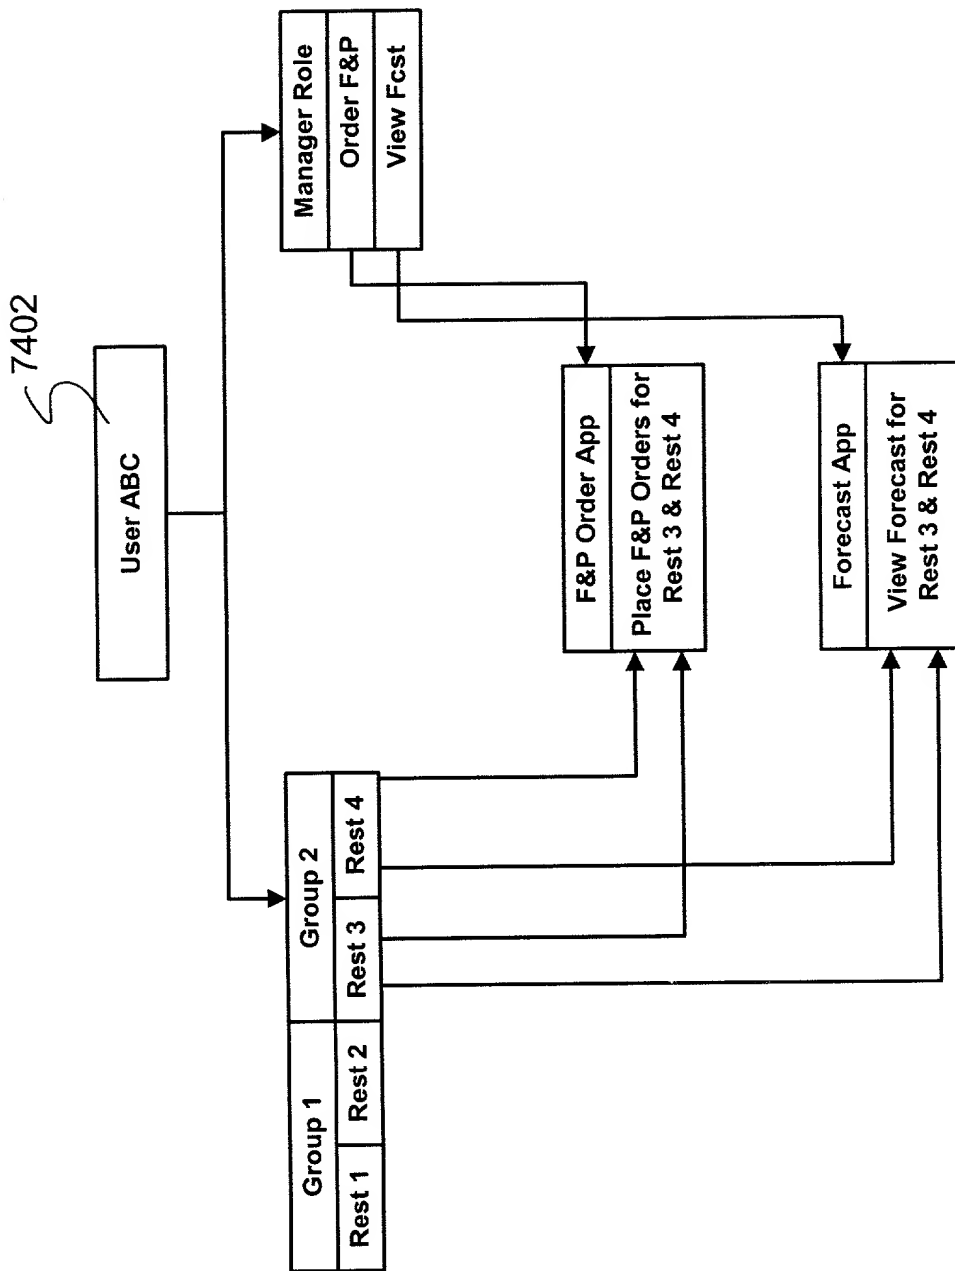 7402
User ABC
Manager Role
Order F&P
View Fcst
Group 1
Group 2
Rest 1
Rest 2
Rest 3
Rest 4
F&P Order App
Place F&P Orders for
Rest 3 & Rest 4
Forecast App
View Forecast for
Rest 3 & Rest 4